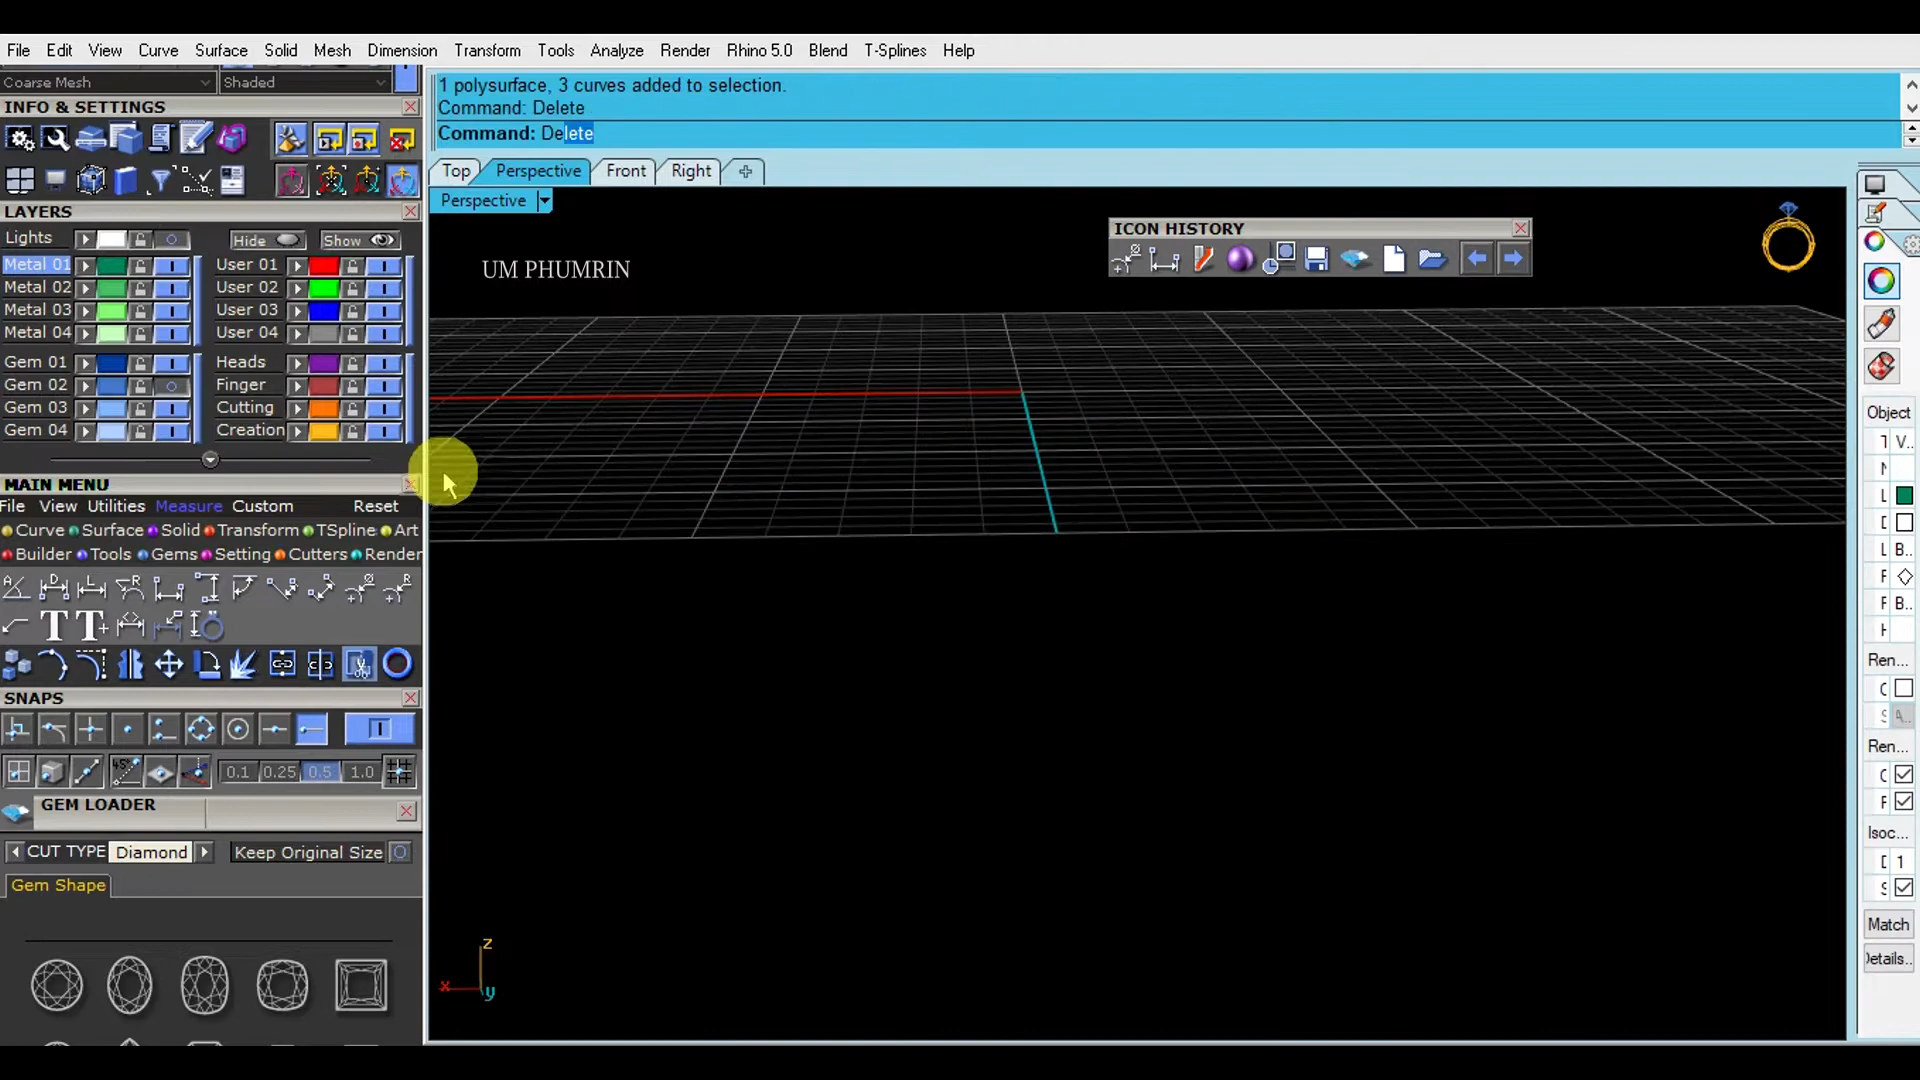 File Edit View Curve Surface Solid Mesh Dimension Transform Tools Analyze Render Rhino 5.0 Blend T-Splines Help
Coarse Mesh Shaded
1 polysurface, 3 curves added to selection.
Command: Delete
Command: Delete
INFO & SETTINGS
Top Perspective Front Right
Perspective
LAYERS
ICON HISTORY
Lights Hide Show
Metal 01 User 01
Metal 02 User 02
Metal 03 User 03
Metal 04 User 04
UM PHUMRIN
Gem 01 Heads
Gem 02 Finger
Gem 03 Cutting
Gem 04 Creation
MAIN MENU
File View Utilities Measure Custom Reset
Curve Surface Solid Transform TSpline Art
Builder Tools Gems Setting Cutters Render
SNAPS
45°
0.1 0.25 0.5 1.0
GEM LOADER
CUT TYPE Diamond Keep Original Size
Gem Shape
z
x
y
Object
V..
B..
B..
Ren...
Ren...
Isoc...
1
Match